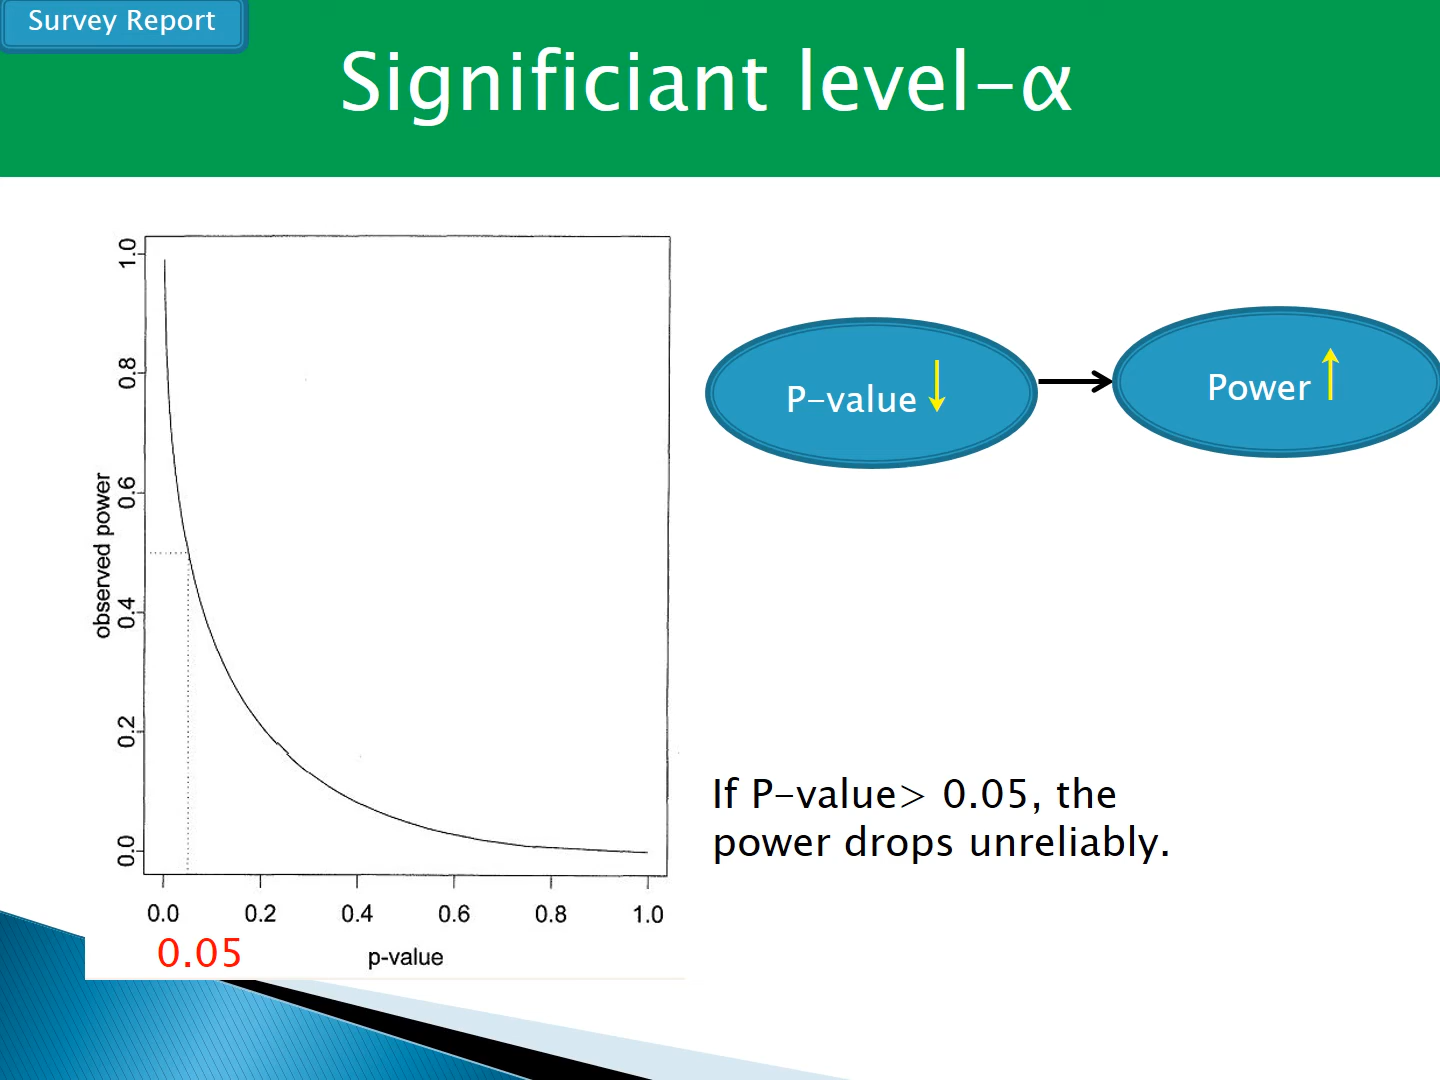 Survey Report
Significiant level-α
1.0
0.8
0.6
0.4
0.2
0.0
observed power
0.0 0.2 0.4 0.6 0.8 1.0
0.05
p-value
P-value
Power
If P-value> 0.05, the
power drops unreliably.